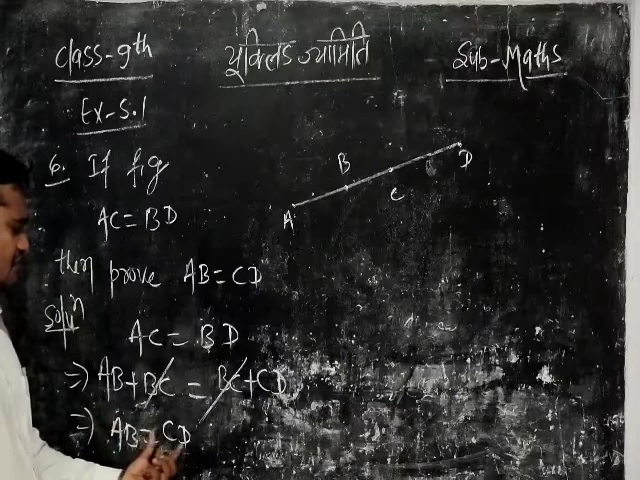 Class-9th
यूक्लिड ज्यामिति
Sub-Maths
Ex-5.1
6. If fig
AC=BD
then prove AB=CD
Soln
AC=BD
=> AB+BC = BC+CD
=> AB=CD
A
B
C
D